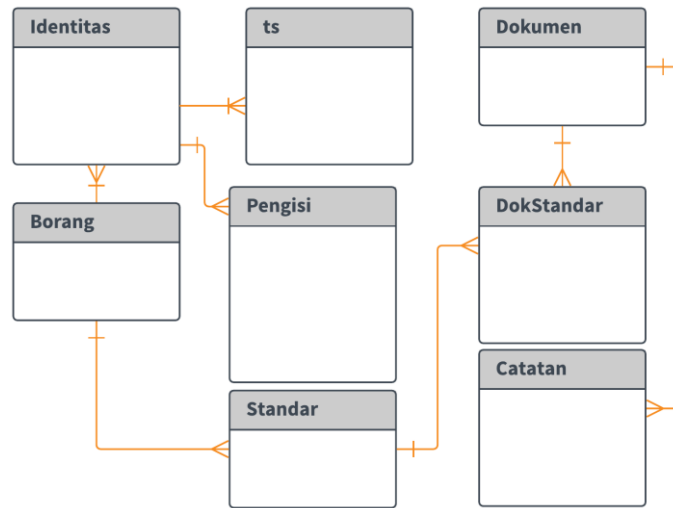 Identitas
ts
Dokumen
Pengisi
DokStandar
Borang
Catatan
Standar